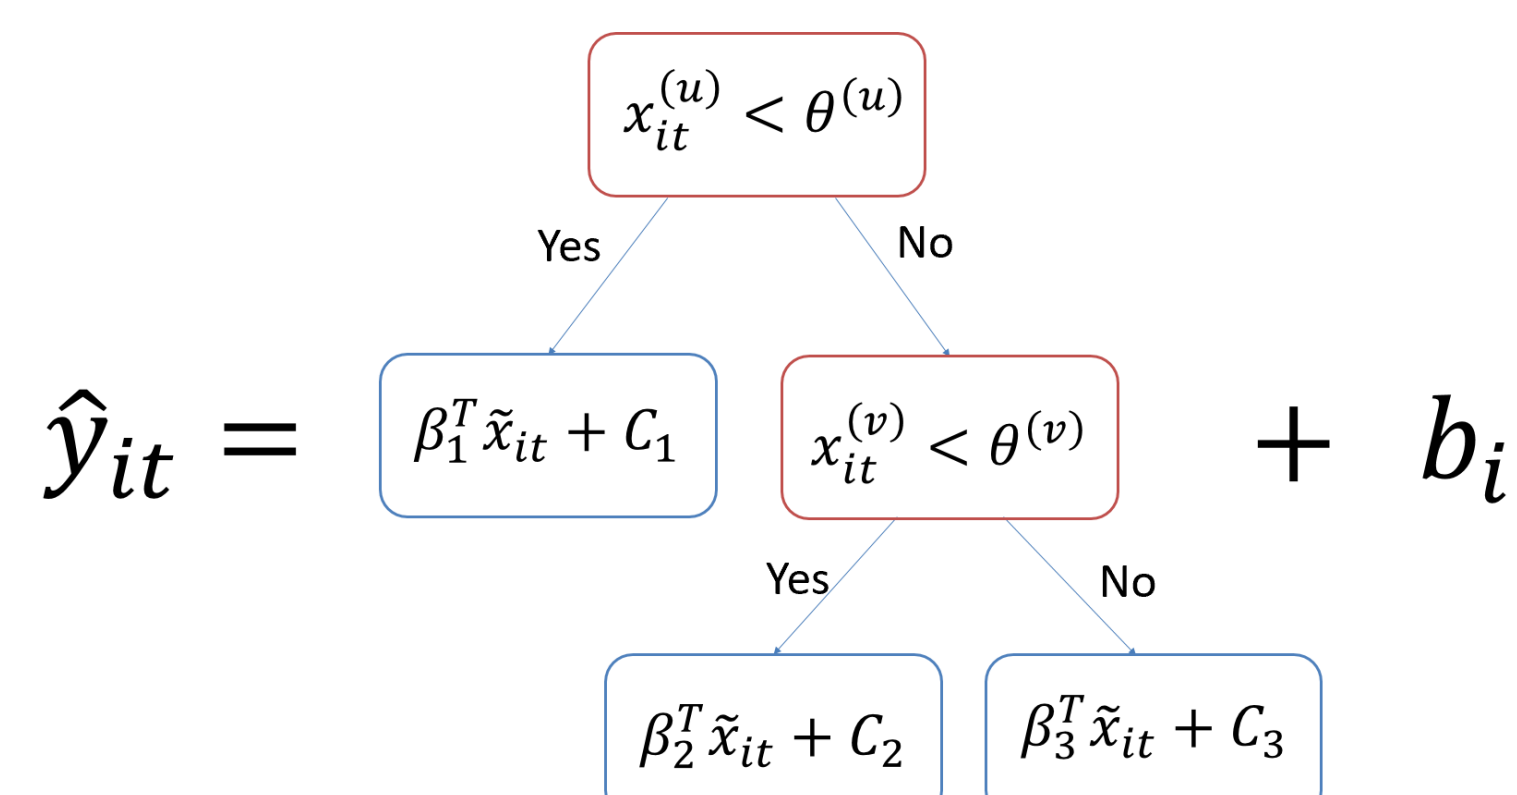 x_{it}^{(u)} < θ^{(u)}
Yes
No
ŷ_{it} =
β_1^T x̃_{it} + C_1
x_{it}^{(v)} < θ^{(v)}
+ b_i
Yes
No
β_2^T x̃_{it} + C_2
β_3^T x̃_{it} + C_3